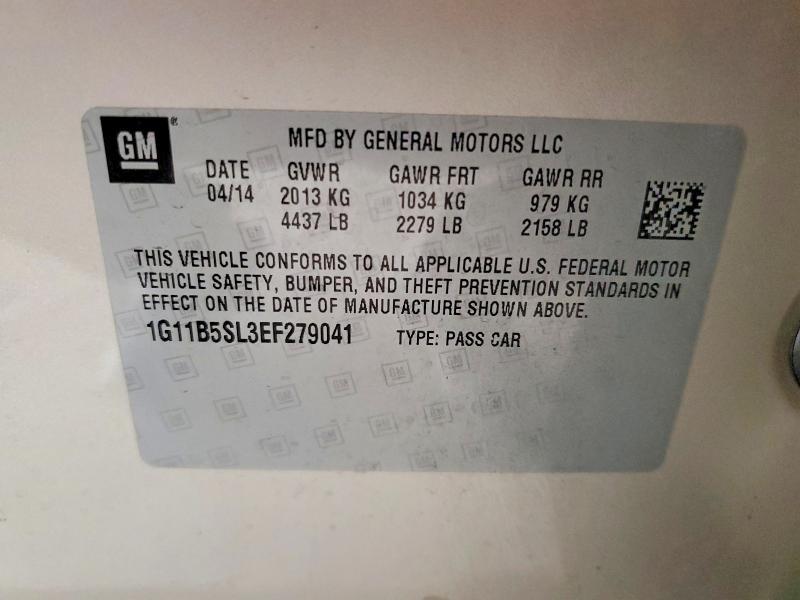 GM®
MFD BY GENERAL MOTORS LLC
DATE GVWR GAWR FRT GAWR RR
04/14 2013 KG 1034 KG 979 KG
4437 LB 2279 LB 2158 LB
THIS VEHICLE CONFORMS TO ALL APPLICABLE U.S. FEDERAL MOTOR
VEHICLE SAFETY, BUMPER, AND THEFT PREVENTION STANDARDS IN
EFFECT ON THE DATE OF MANUFACTURE SHOWN ABOVE.
1G11B5SL3EF279041 TYPE: PASS CAR